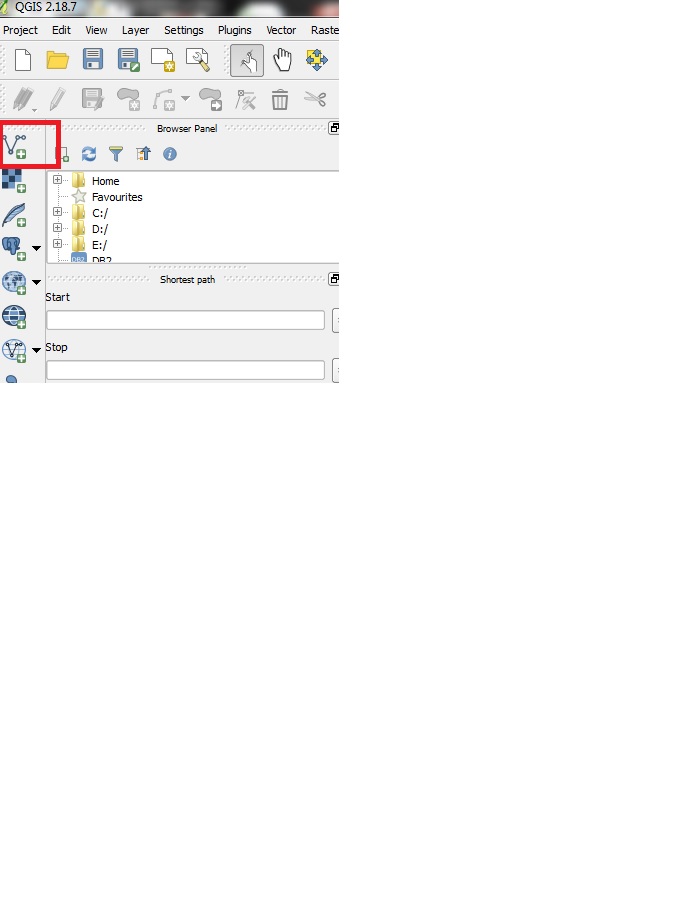 QGIS 2.18.7
Project Edit View Layer Settings Plugins Vector Raste
Browser Panel
Home
Favourites
C:/
D:/
E:/
DB2 DB2
Shortest path
Start
Stop